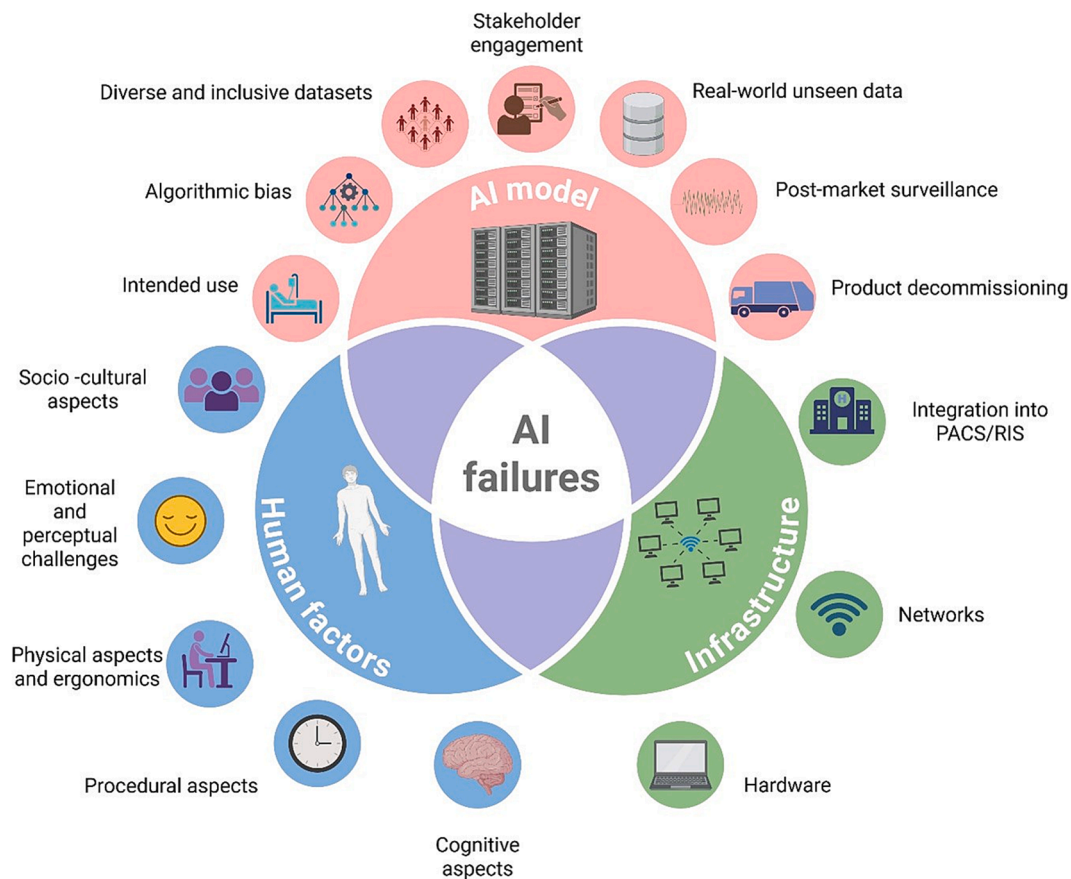 Stakeholder
engagement
Diverse and inclusive datasets
Real-world unseen data
Algorithmic bias
AI model
Post-market surveillance
Intended use
Product decommissioning
Socio -cultural
aspects
H
Integration into
PACS/RIS
AI
failures
Emotional
and
perceptual
challenges
Human factors
Infrastructure
Networks
Physical aspects
and ergonomics
Procedural aspects
Hardware
Cognitive
aspects